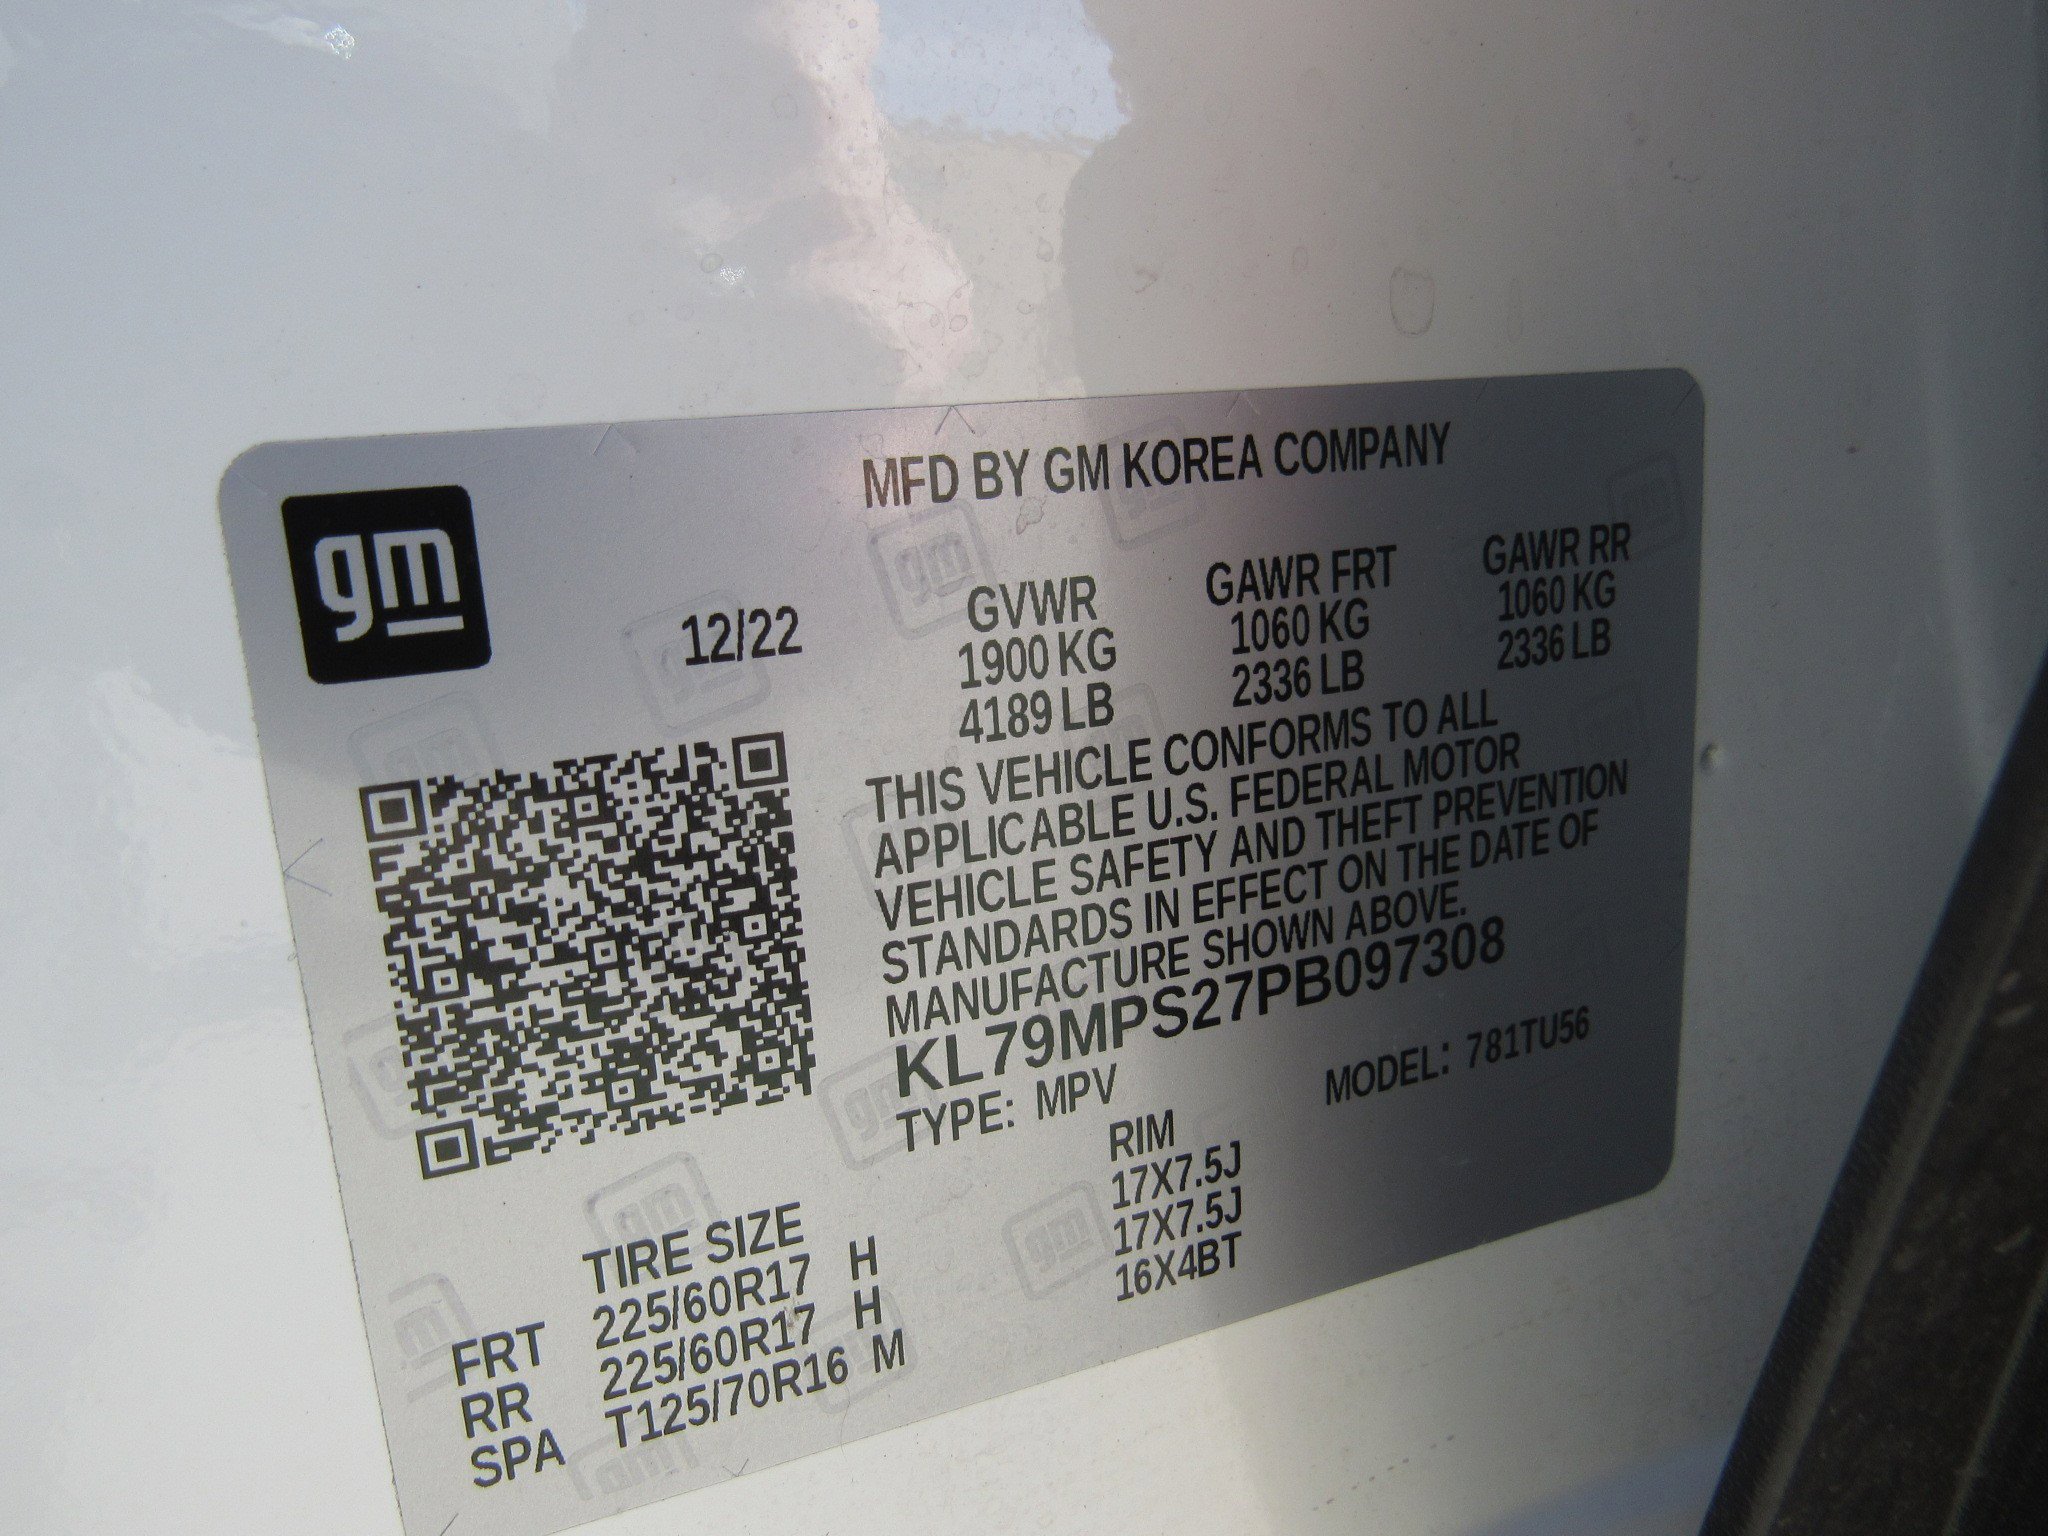 gm
MFD BY GM KOREA COMPANY
12/22
GVWR GAWR FRT GAWR RR
1900 KG 1060 KG 1060 KG
4189 LB 2336 LB 2336 LB
THIS VEHICLE CONFORMS TO ALL
APPLICABLE U.S. FEDERAL MOTOR
VEHICLE SAFETY AND THEFT PREVENTION
STANDARDS IN EFFECT ON THE DATE OF
MANUFACTURE SHOWN ABOVE.
KL79MPS27PB097308
TYPE: MPV MODEL: 781TU56
TIRE SIZE RIM
FRT 225/60R17 H 17X7.5J
RR 225/60R17 H 17X7.5J
SPA T125/70R16 M 16X4BT